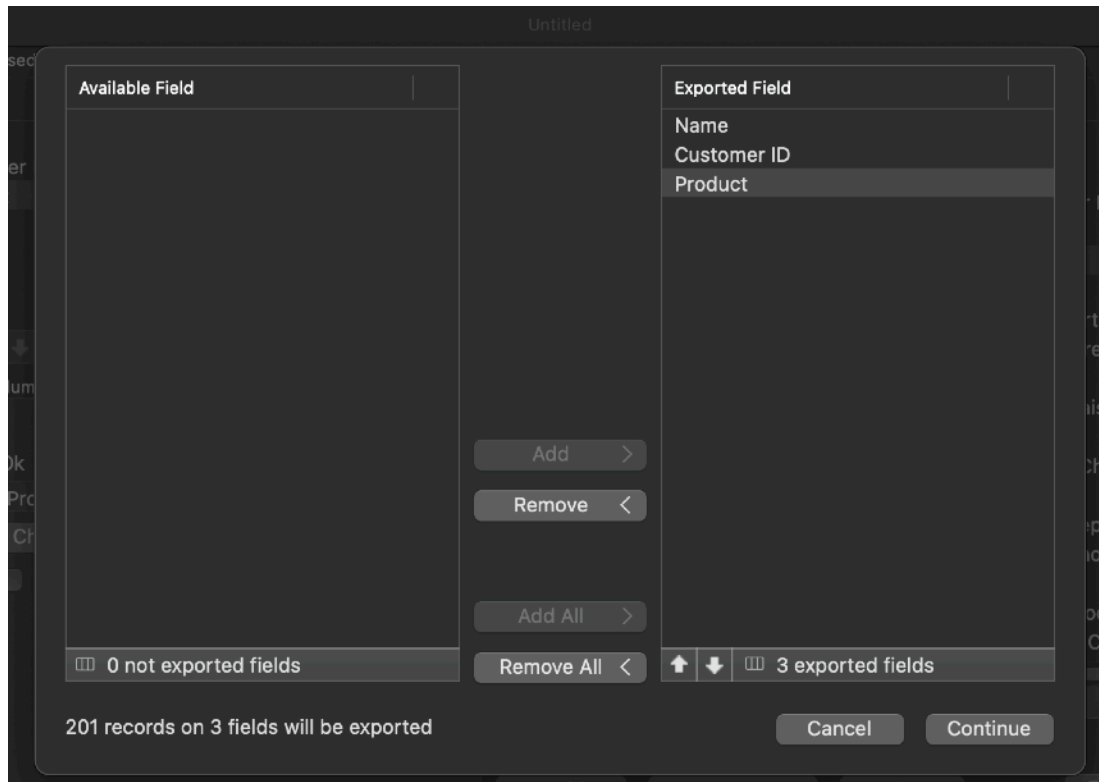 Untitled
Available Field
Exported Field
Name
Customer ID
Product
Add
Remove
Add All
Remove All
0 not exported fields
3 exported fields
201 records on 3 fields will be exported
Cancel
Continue